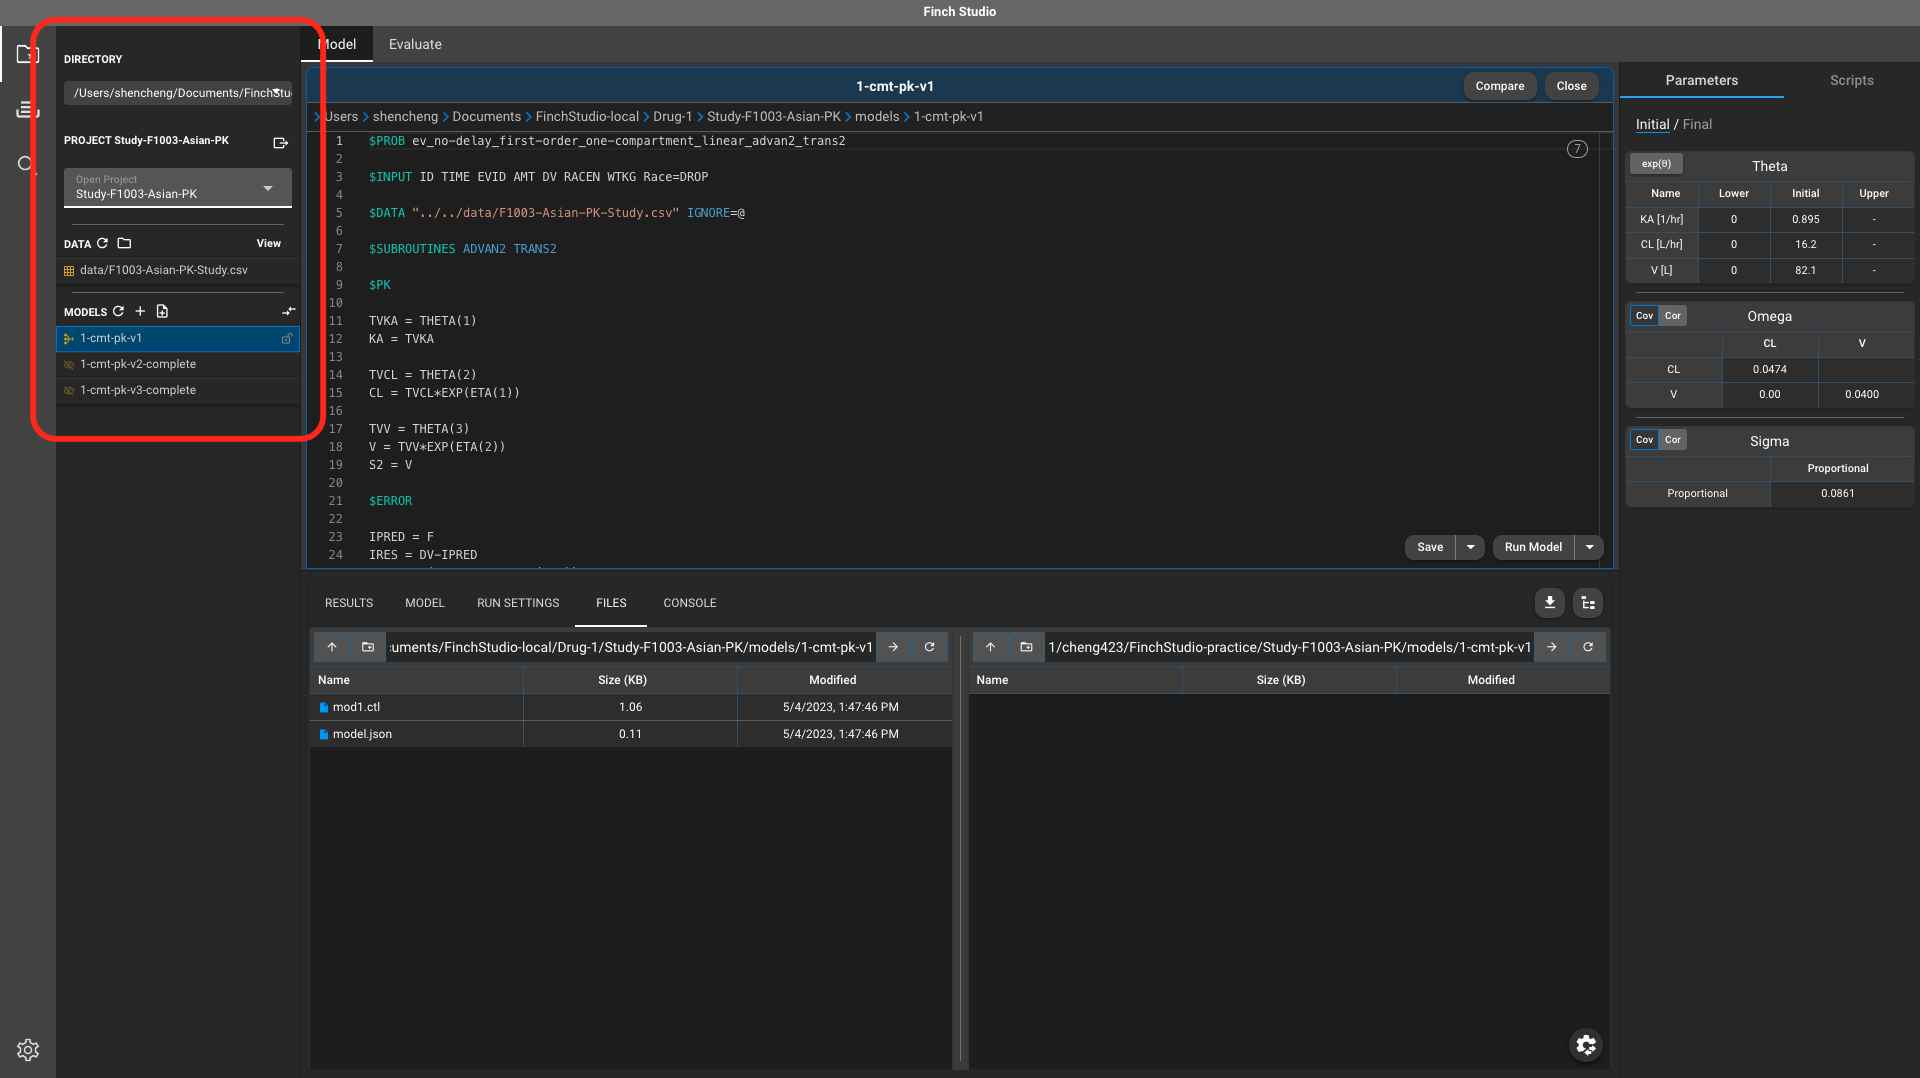 Finch Studio
DIRECTORY
/Users/shencheng/Documents/FinchStu
PROJECT Study-F1003-Asian-PK
Open Project
Study-F1003-Asian-PK
DATA
View
data/F1003-Asian-PK-Study.csv
MODELS
1-cmt-pk-v1
1-cmt-pk-v2-complete
1-cmt-pk-v3-complete
Model
Evaluate
1-cmt-pk-v1
Compare
Close
Users > shencheng > Documents > FinchStudio-local > Drug-1 > Study-F1003-Asian-PK > models > 1-cmt-pk-v1
7
1 $PROB ev_no-delay_first-order_one-compartment_linear_advan2_trans2
2
3 $INPUT ID TIME EVID AMT DV RACEN WTKG Race=DROP
4
5 $DATA "../../data/F1003-Asian-PK-Study.csv" IGNORE=@
6
7 $SUBROUTINES ADVAN2 TRANS2
8
9 $PK
10
11 TVKA = THETA(1)
12 KA = TVKA
13
14 TVCL = THETA(2)
15 CL = TVCL*EXP(ETA(1))
16
17 TVV = THETA(3)
18 V = TVV*EXP(ETA(2))
19 S2 = V
20
21 $ERROR
22
23 IPRED = F
24 IRES = DV-IPRED
Save
Run Model
RESULTS
MODEL
RUN SETTINGS
FILES
CONSOLE
:uments/FinchStudio-local/Drug-1/Study-F1003-Asian-PK/models/1-cmt-pk-v1
Name Size (KB) Modified
mod1.ctl 1.06 5/4/2023, 1:47:46 PM
model.json 0.11 5/4/2023, 1:47:46 PM
1/cheng423/FinchStudio-practice/Study-F1003-Asian-PK/models/1-cmt-pk-v1
Name Size (KB) Modified
Parameters
Scripts
Initial / Final
exp(θ)
Theta
Name Lower Initial Upper
KA [1/hr] 0 0.895 -
CL [L/hr] 0 16.2 -
V [L] 0 82.1 -
Cov Cor
Omega
CL V
CL 0.0474
V 0.00 0.0400
Cov Cor
Sigma
Proportional
Proportional 0.0861